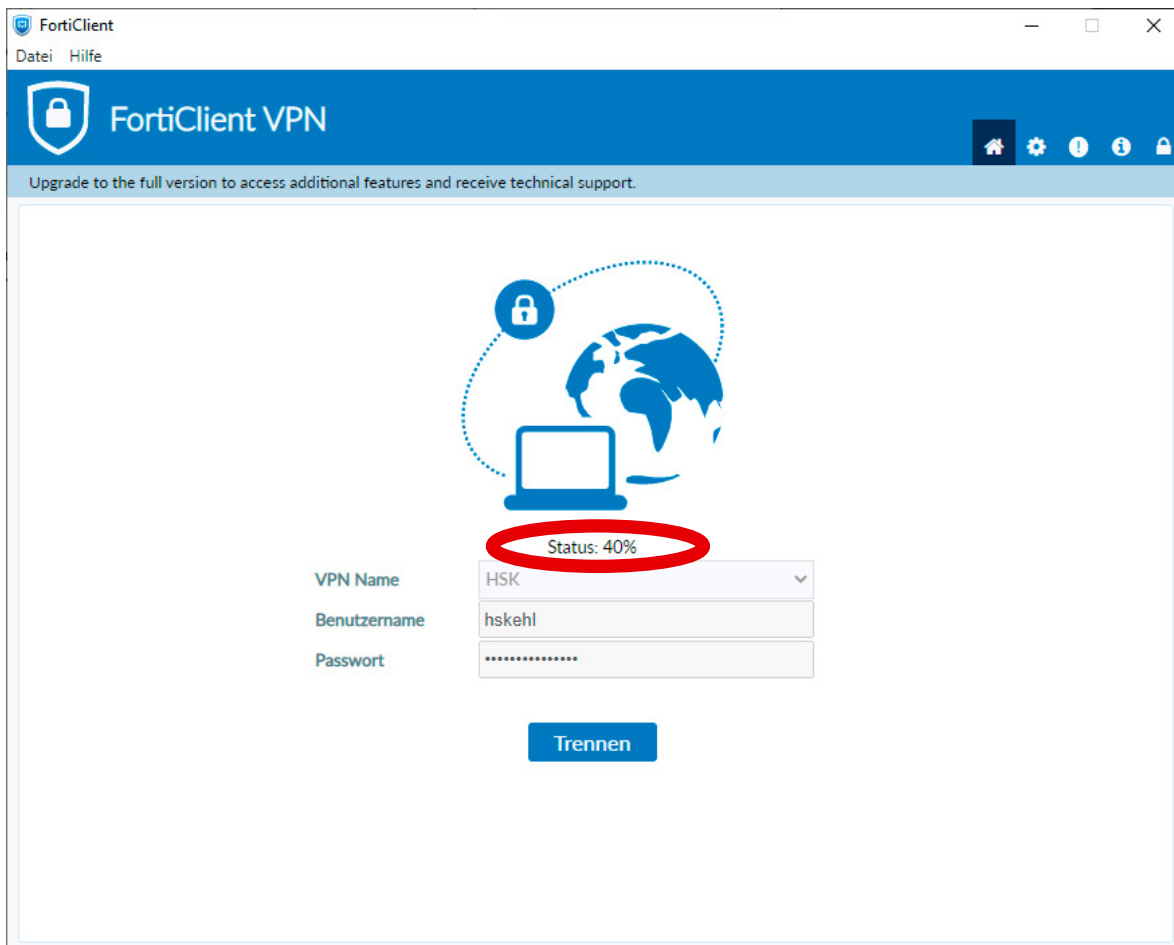 FortiClient
Datei Hilfe
FortiClient VPN
Upgrade to the full version to access additional features and receive technical support.
Status: 40%
VPN Name HSK
Benutzername hskehl
Passwort •••••••••••••••
Trennen